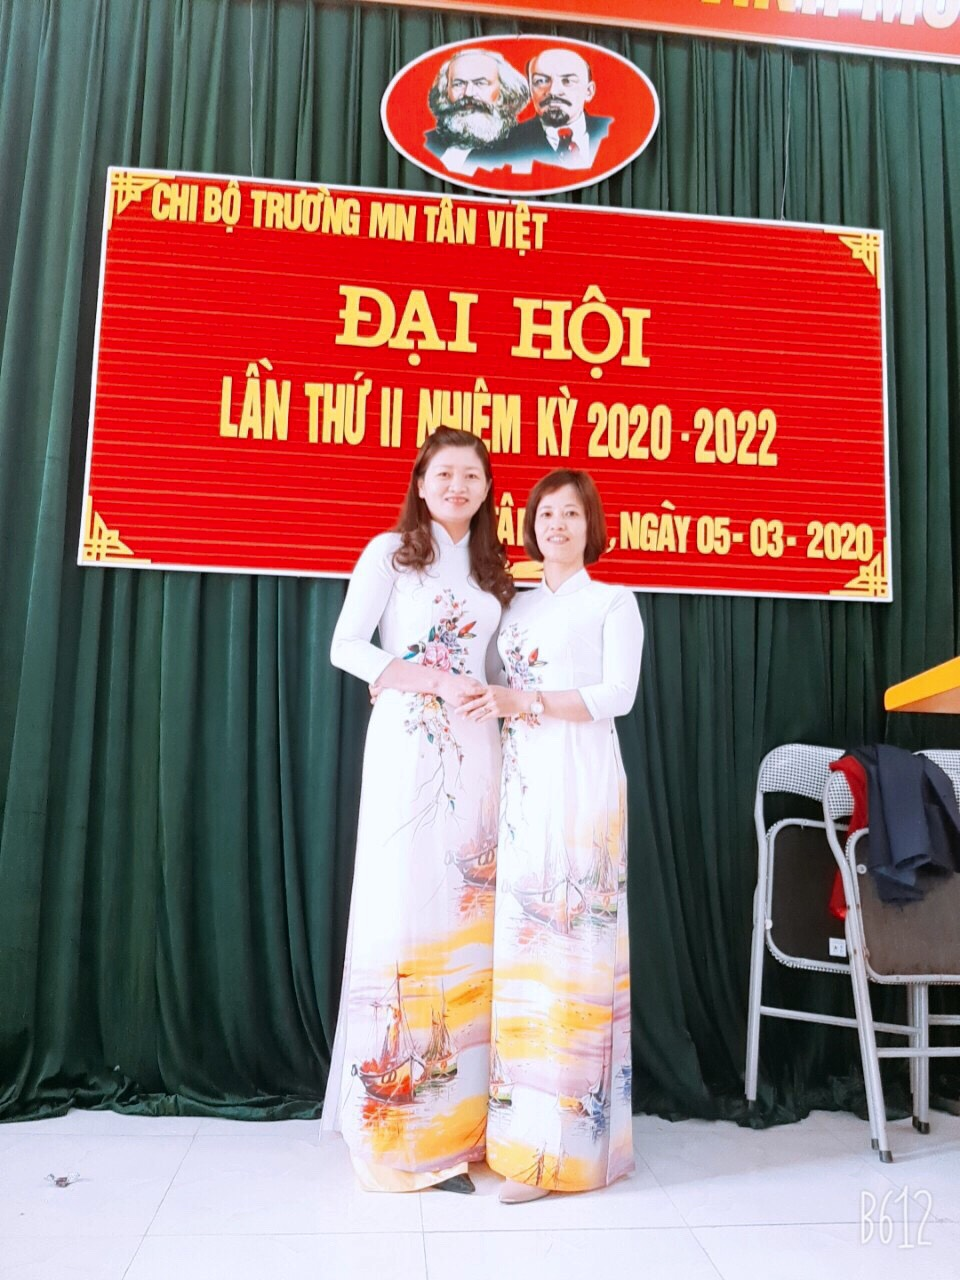 CHI BỘ TRƯỜNG MN TÂN VIỆT
ĐẠI HỘI
LẦN THỨ II NHIỆM KỲ 2020 - 2022
, NGÀY 05 - 03 - 2020
B612